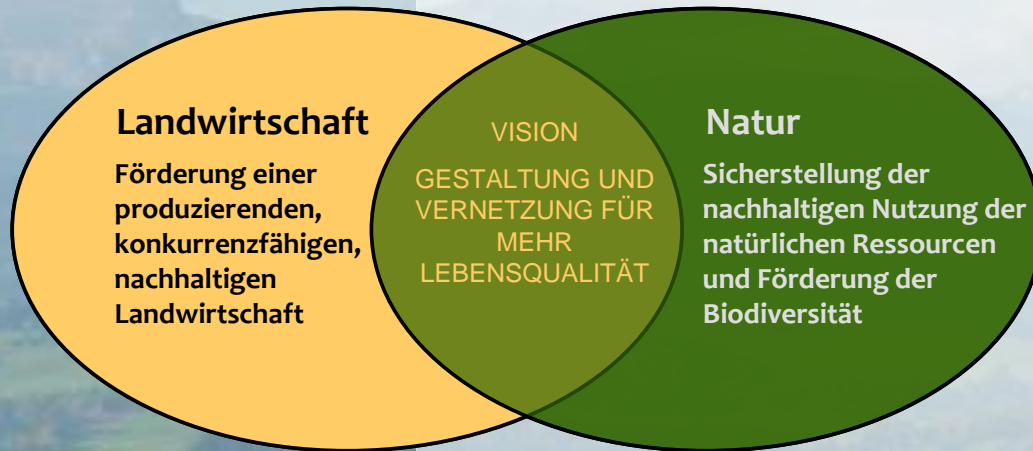 Landwirtschaft
Förderung einer
produzierenden,
konkurrenzfähigen,
nachhaltigen
Landwirtschaft
VISION
GESTALTUNG UND
VERNETZUNG FÜR
MEHR
LEBENSQUALITÄT
Natur
Sicherstellung der
nachhaltigen Nutzung der
natürlichen Ressourcen
und Förderung der
Biodiversität